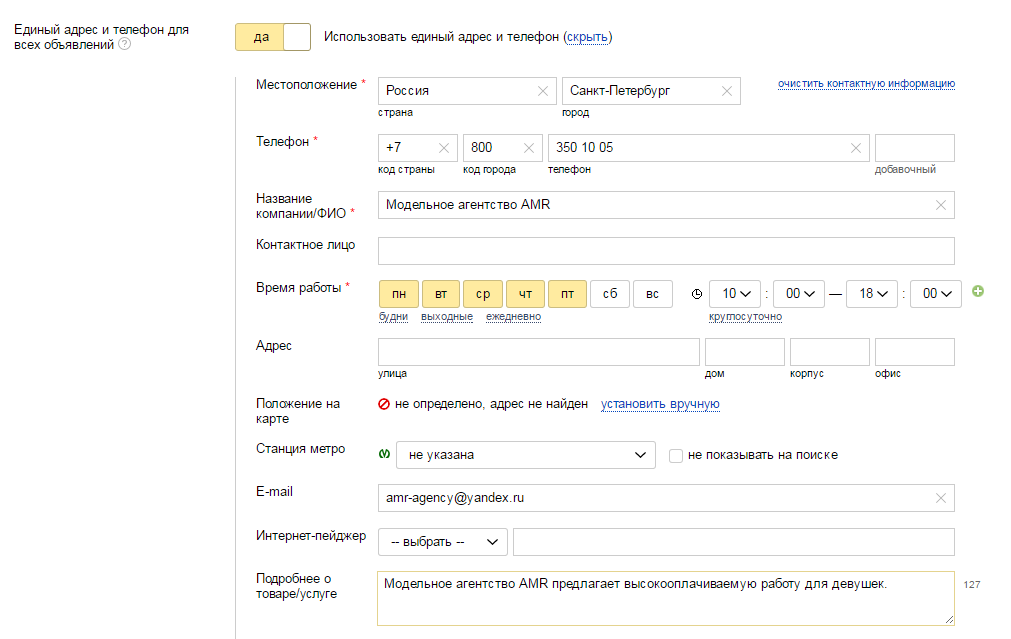 Единый адрес и телефон для
всех объявлений ?
да
Использовать единый адрес и телефон (скрыть)
Местоположение *
Россия
Санкт-Петербург
очистить контактную информацию
страна
город
Телефон *
+7
800
350 10 05
код страны
код города
телефон
добавочный
Название
компании/ФИО *
Модельное агентство AMR
Контактное лицо
Время работы *
пн вт ср чт пт сб вс
10 : 00 — 18 : 00
будни выходные ежедневно
круглосуточно
Адрес
улица
дом
корпус
офис
Положение на
карте
не определено, адрес не найден установить вручную
Станция метро
не указана
не показывать на поиске
E-mail
amr-agency@yandex.ru
Интернет-пейджер
-- выбрать --
Подробнее о
товаре/услуге
Модельное агентство AMR предлагает высокооплачиваемую работу для девушек.
127